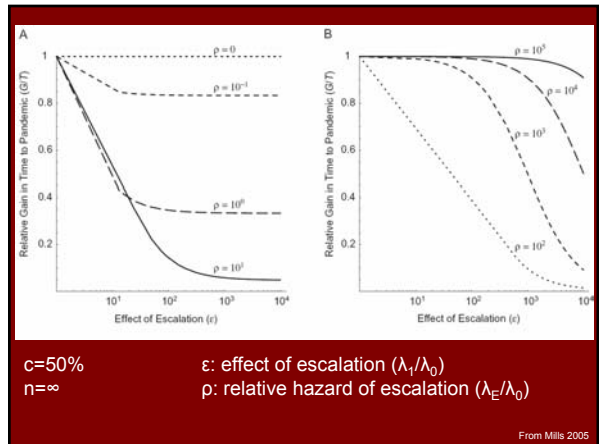 A
B
Relative Gain in Time to Pandemic (G/T)
1
0.8
0.6
0.4
0.2
ρ = 0
ρ = 10⁻¹
ρ = 10⁰
ρ = 10¹
10¹ 10² 10³ 10⁴
Effect of Escalation (ε)
Relative Gain in Time to Pandemic (G/T)
1
0.8
0.6
0.4
0.2
ρ = 10⁵
ρ = 10⁴
ρ = 10³
ρ = 10²
10¹ 10² 10³ 10⁴
Effect of Escalation (ε)
c=50% ε: effect of escalation (λ₁/λ₀)
n=∞ ρ: relative hazard of escalation (λE/λ₀)
From Mills 2005